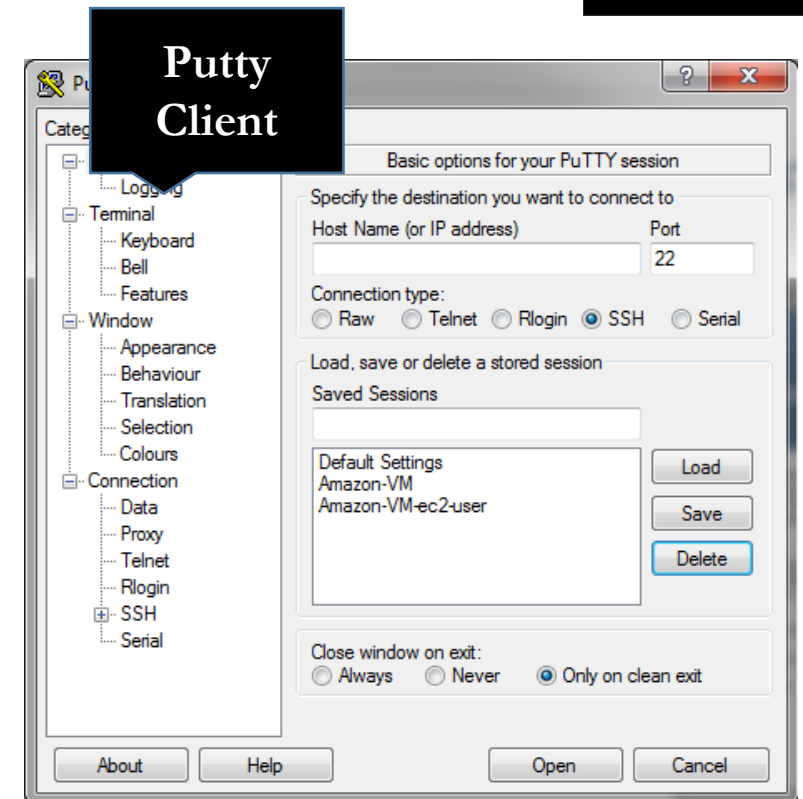 Putty
Client
Pu
Categ
Logging
Terminal
Keyboard
Bell
Features
Window
Appearance
Behaviour
Translation
Selection
Colours
Connection
Data
Proxy
Telnet
Rlogin
SSH
Serial
Basic options for your PuTTY session
Specify the destination you want to connect to
Host Name (or IP address) Port
22
Connection type:
Raw Telnet Rlogin SSH Serial
Load, save or delete a stored session
Saved Sessions
Default Settings
Amazon-VM
Amazon-VM-ec2-user
Load
Save
Delete
Close window on exit:
Always Never Only on clean exit
About Help Open Cancel